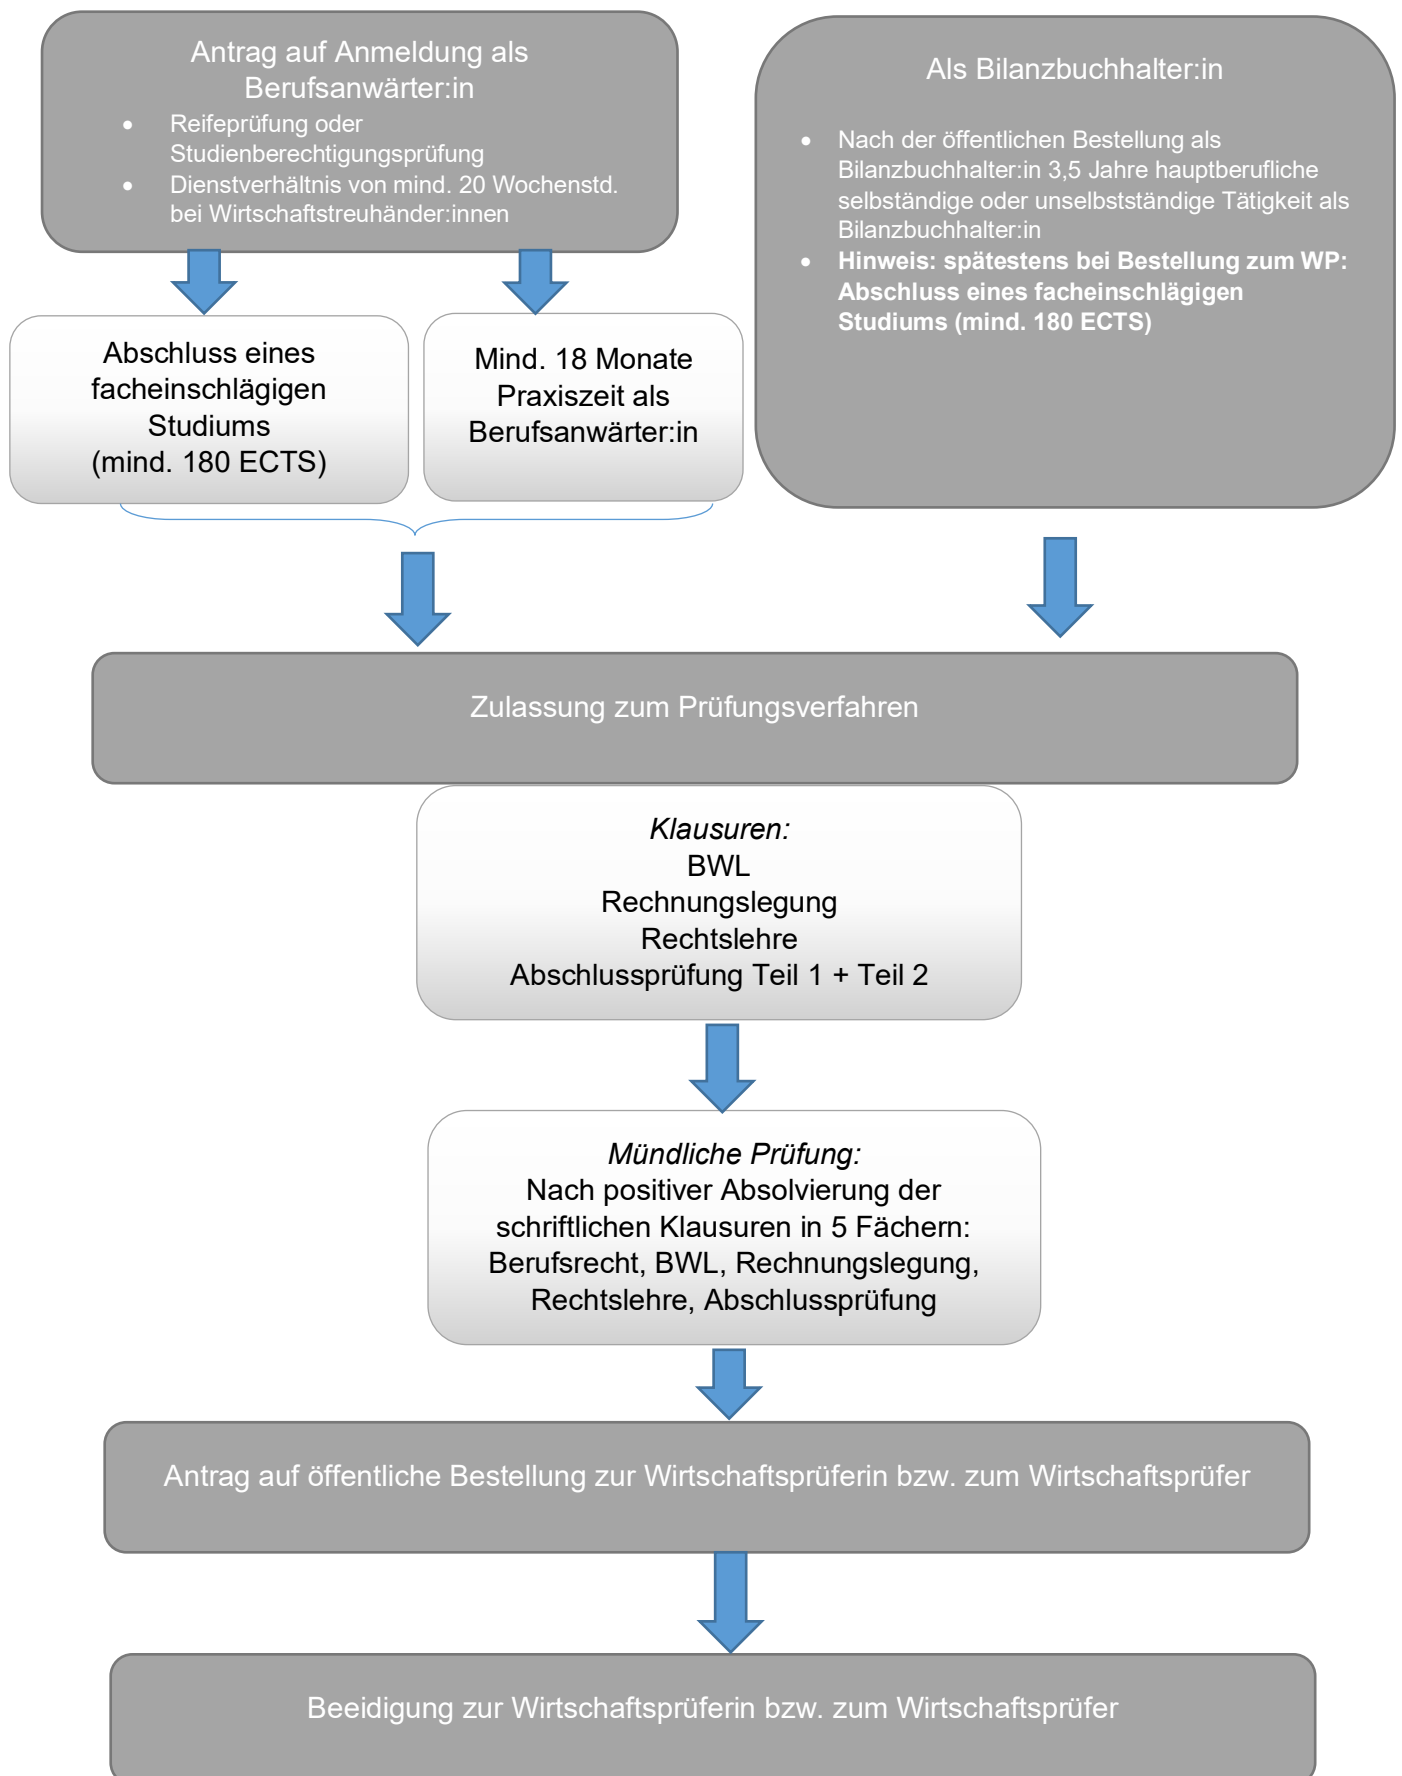 Antrag auf Anmeldung als
Berufsanwärter:in
• Reifeprüfung oder
Studienberechtigungsprüfung
• Dienstverhältnis von mind. 20 Wochenstd.
bei Wirtschaftstreuhänder:innen
Als Bilanzbuchhalter:in
• Nach der öffentlichen Bestellung als
Bilanzbuchhalter:in 3,5 Jahre hauptberufliche
selbständige oder unselbstständige Tätigkeit als
Bilanzbuchhalter:in
• Hinweis: spätestens bei Bestellung zum WP:
Abschluss eines facheinschlägigen
Studiums (mind. 180 ECTS)
Abschluss eines
facheinschlägigen
Studiums
(mind. 180 ECTS)
Mind. 18 Monate
Praxiszeit als
Berufsanwärter:in
Zulassung zum Prüfungsverfahren
Klausuren:
BWL
Rechnungslegung
Rechtslehre
Abschlussprüfung Teil 1 + Teil 2
Mündliche Prüfung:
Nach positiver Absolvierung der
schriftlichen Klausuren in 5 Fächern:
Berufsrecht, BWL, Rechnungslegung,
Rechtslehre, Abschlussprüfung
Antrag auf öffentliche Bestellung zur Wirtschaftsprüferin bzw. zum Wirtschaftsprüfer
Beeidigung zur Wirtschaftsprüferin bzw. zum Wirtschaftsprüfer